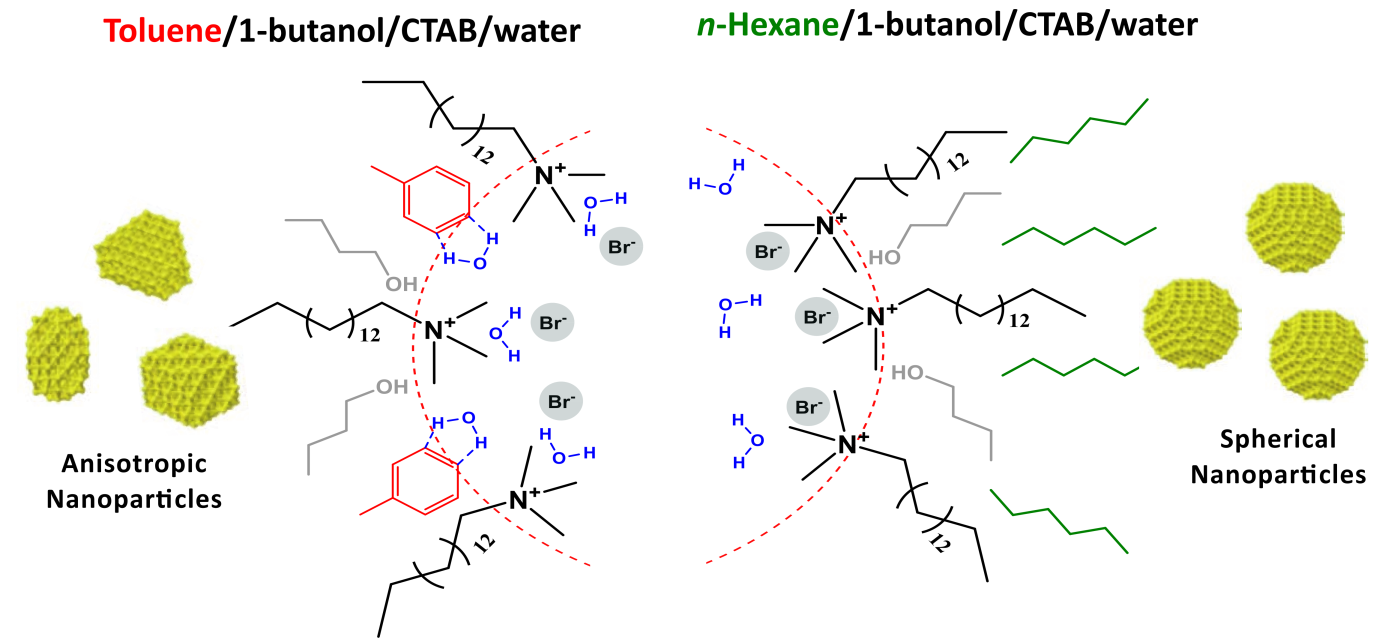 Toluene/1-butanol/CTAB/water
n-Hexane/1-butanol/CTAB/water
12
N+
H
O
H
Br-
H
H
O
OH
N+
12
H
O
H
Br-
OH
Br-
H
O
H
H
O
H
N+
12
Anisotropic
Nanoparticles
H
O
H
12
N+
Br-
HO
O
H
H
Br-
N+
12
HO
Br-
H
O
H
N+
12
Spherical
Nanoparticles